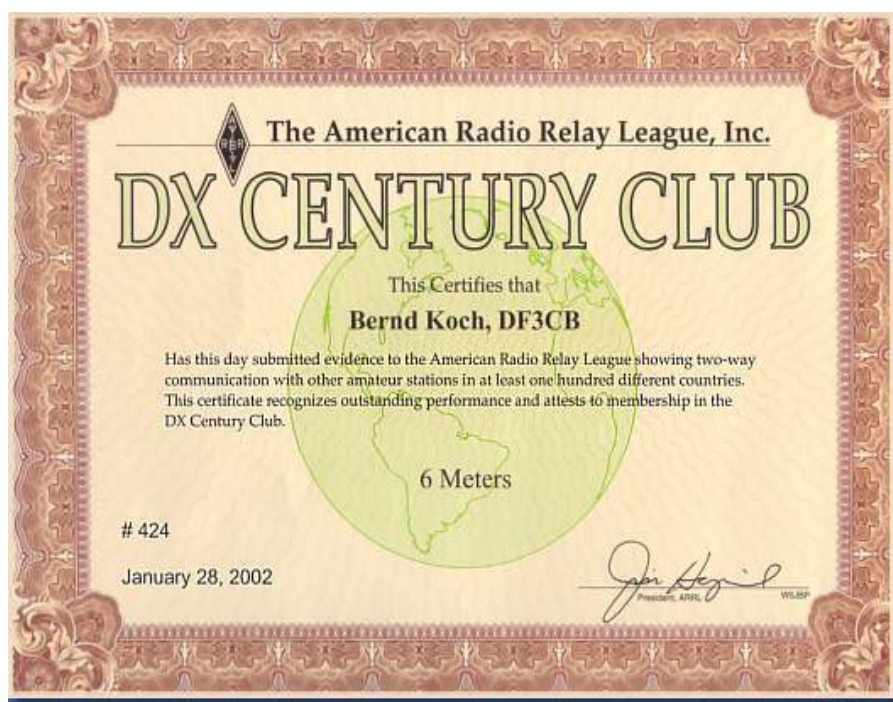 The American Radio Relay League, Inc.
DX CENTURY CLUB
This Certifies that
Bernd Koch, DF3CB
Has this day submitted evidence to the American Radio Relay League showing two-way
communication with other amateur stations in at least one hundred different countries.
This certificate recognizes outstanding performance and attests to membership in the
DX Century Club.
6 Meters
# 424
January 28, 2002
President, ARRL W5JBP